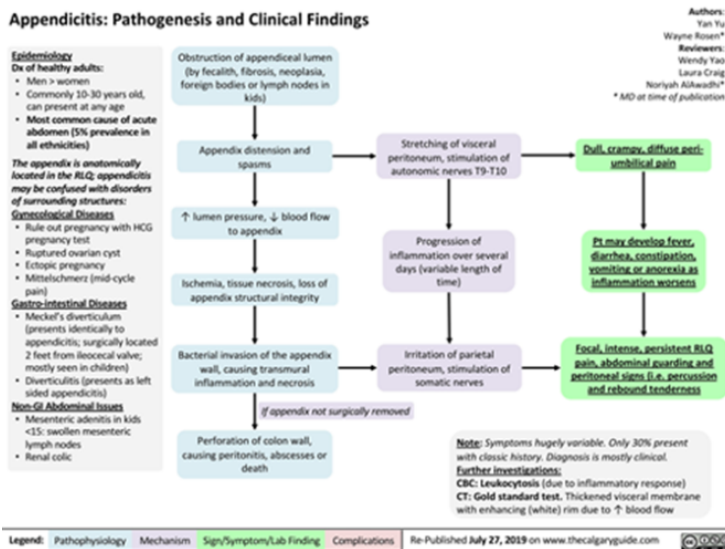 Appendicitis: Pathogenesis and Clinical Findings
Authors:
Yan Yu
Wayne Rosen*
Reviewers:
Wendy Yao
Laura Craig
Noriyah AlAwadhi*
* MD at time of publication
Epidemiology
Dx of healthy adults:
• Men > women
• Commonly 10-30 years old,
can present at any age
• Most common cause of acute
abdomen (5% prevalence in
all ethnicities)
The appendix is anatomically
located in the RLQ; appendicitis
may be confused with disorders
of surrounding structures:
Gynecological Diseases
• Rule out pregnancy with HCG
pregnancy test
• Ruptured ovarian cyst
• Ectopic pregnancy
• Mittelschmerz (mid-cycle
pain)
Gastro-intestinal Diseases
• Meckel's diverticulum
(presents identically to
appendicitis; surgically located
2 feet from ileocecal valve;
mostly seen in children)
• Diverticulitis (presents as left
sided appendicitis)
Non-GI Abdominal Issues
• Mesenteric adenitis in kids
<15: swollen mesenteric
lymph nodes
• Renal colic
Obstruction of appendiceal lumen
(by fecalith, fibrosis, neoplasia,
foreign bodies or lymph nodes in
kids)
Appendix distension and
spasms
Stretching of visceral
peritoneum, stimulation of
autonomic nerves T9-T10
Dull, crampy, diffuse peri-
umbilical pain
↑ lumen pressure, ↓ blood flow
to appendix
Progression of
inflammation over several
days (variable length of
time)
Pt may develop fever,
diarrhea, constipation,
vomiting or anorexia as
inflammation worsens
Ischemia, tissue necrosis, loss of
appendix structural integrity
Bacterial invasion of the appendix
wall, causing transmural
inflammation and necrosis
Irritation of parietal
peritoneum, stimulation of
somatic nerves
Focal, intense, persistent RLQ
pain, abdominal guarding and
peritoneal signs (i.e. percussion
and rebound tenderness
If appendix not surgically removed
Perforation of colon wall,
causing peritonitis, abscesses or
death
Note: Symptoms hugely variable. Only 30% present
with classic history. Diagnosis is mostly clinical.
Further investigations:
CBC: Leukocytosis (due to inflammatory response)
CT: Gold standard test. Thickened visceral membrane
with enhancing (white) rim due to ↑ blood flow
Legend: Pathophysiology Mechanism Sign/Symptom/Lab Finding Complications Re-Published July 27, 2019 on www.thecalgaryguide.com